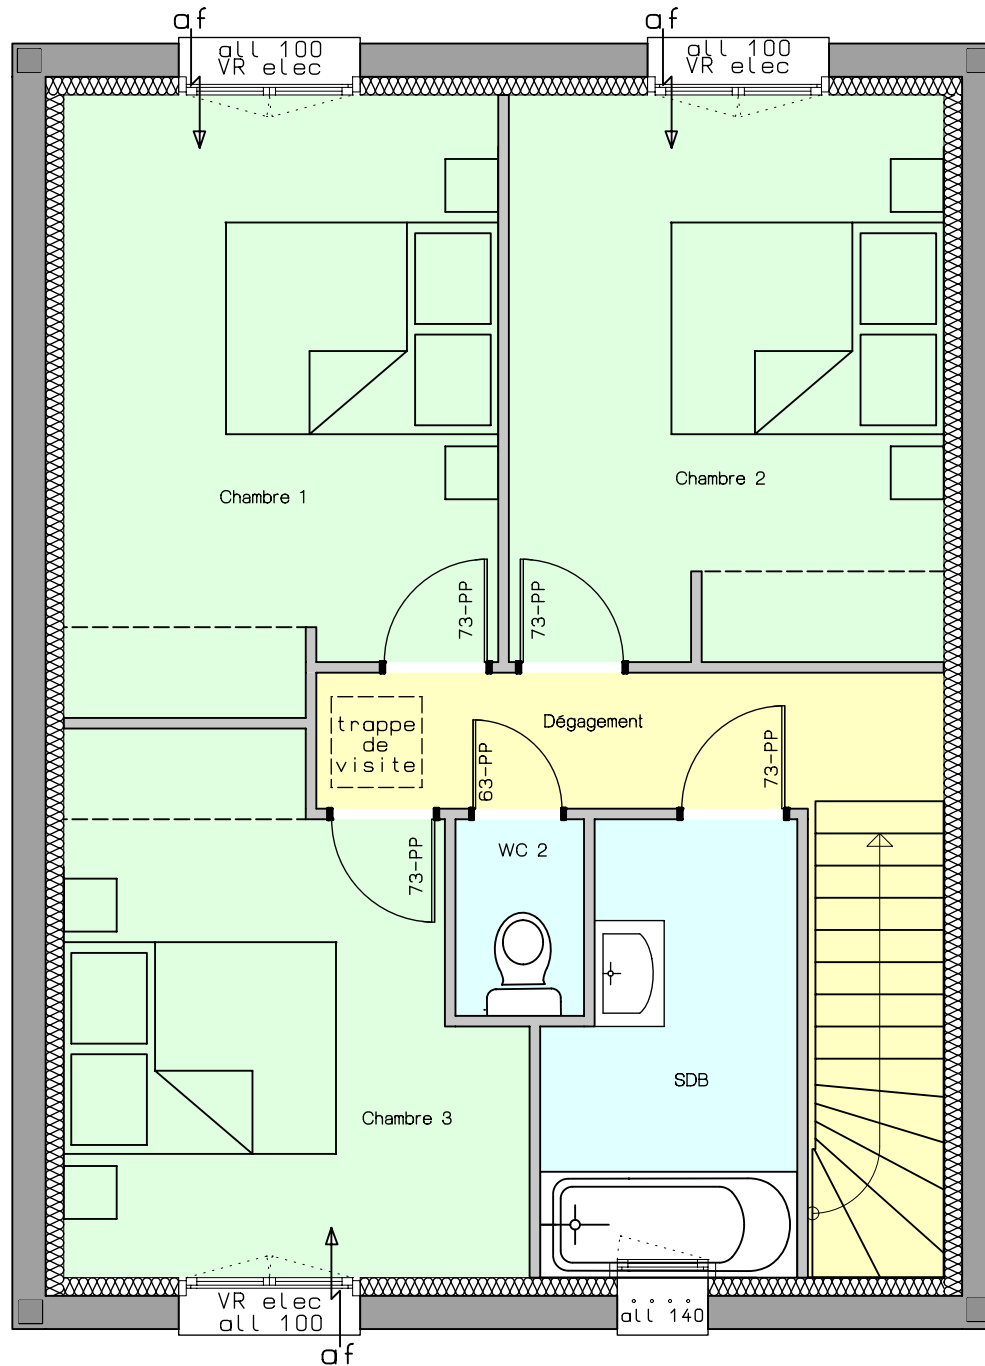 af
af
all 100
VR elec
all 100
VR elec
Chambre 1
Chambre 2
73-PP
73-PP
trappe
de
visite
Dégagement
63-PP
73-PP
73-PP
WC 2
SDB
Chambre 3
VR elec
all 100
all 140
af